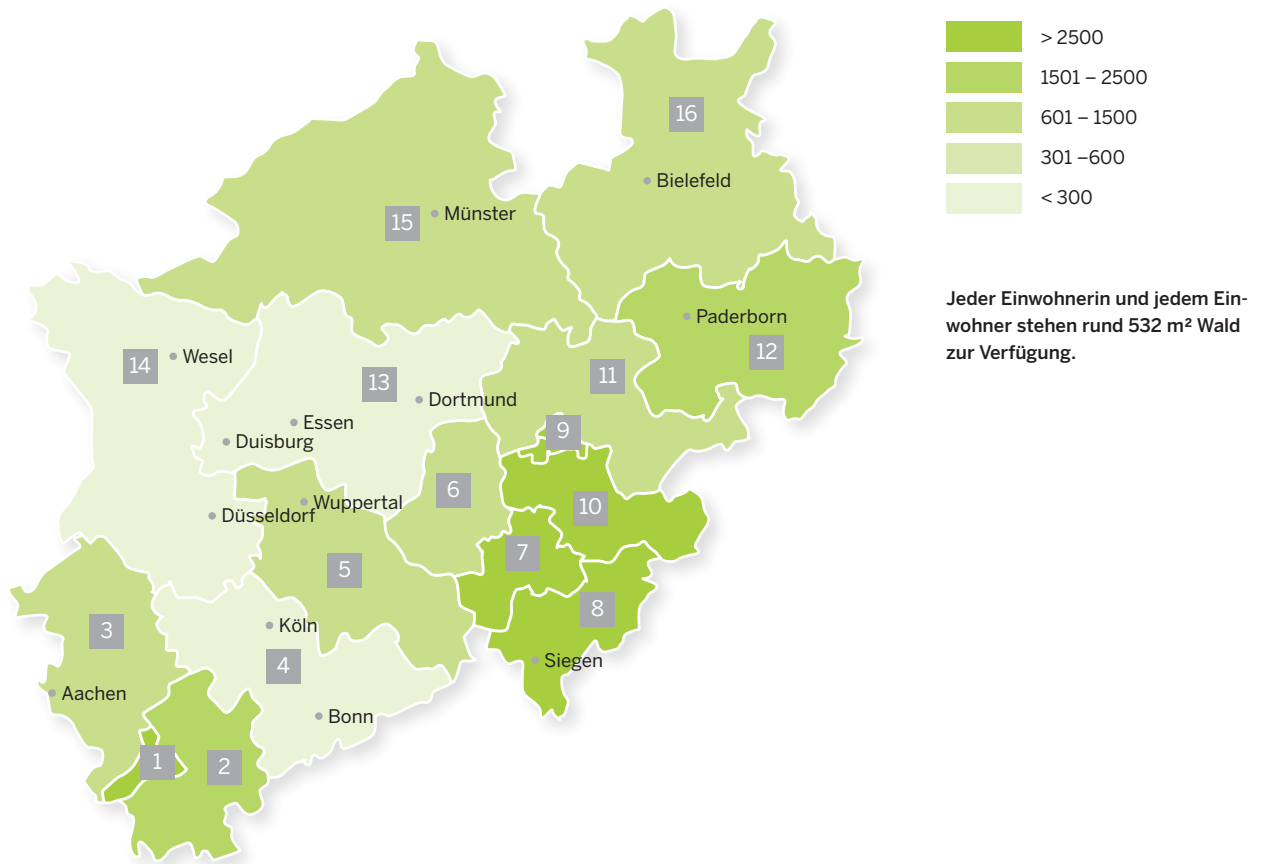 > 2500
1501 – 2500
601 – 1500
301 –600
< 300
Jeder Einwohnerin und jedem Ein-
wohner stehen rund 532 m² Wald
zur Verfügung.
16
Bielefeld
15
Münster
Paderborn
12
14
Wesel
13
Dortmund
11
Essen
Duisburg
9
6
10
Wuppertal
Düsseldorf
7
5
8
3
Köln
4
Siegen
Aachen
Bonn
1
2